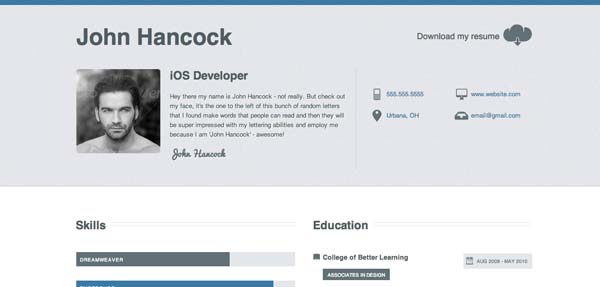 John Hancock
Download my resume
iOS Developer
Hey there my name is John Hancock - not really. But check out
my face, it's the one to the left of this bunch of random letters
that I found make words that people can read and then they will
be super impressed with my lettering abilities and employ me
because I am 'John Hancock' - awesome!
John Hancock
555.555.5555
www.website.com
Urbana, OH
email@gmail.com
Skills
Education
DREAMWEAVER
College of Better Learning
AUG 2008 - MAY 2010
ASSOCIATES IN DESIGN